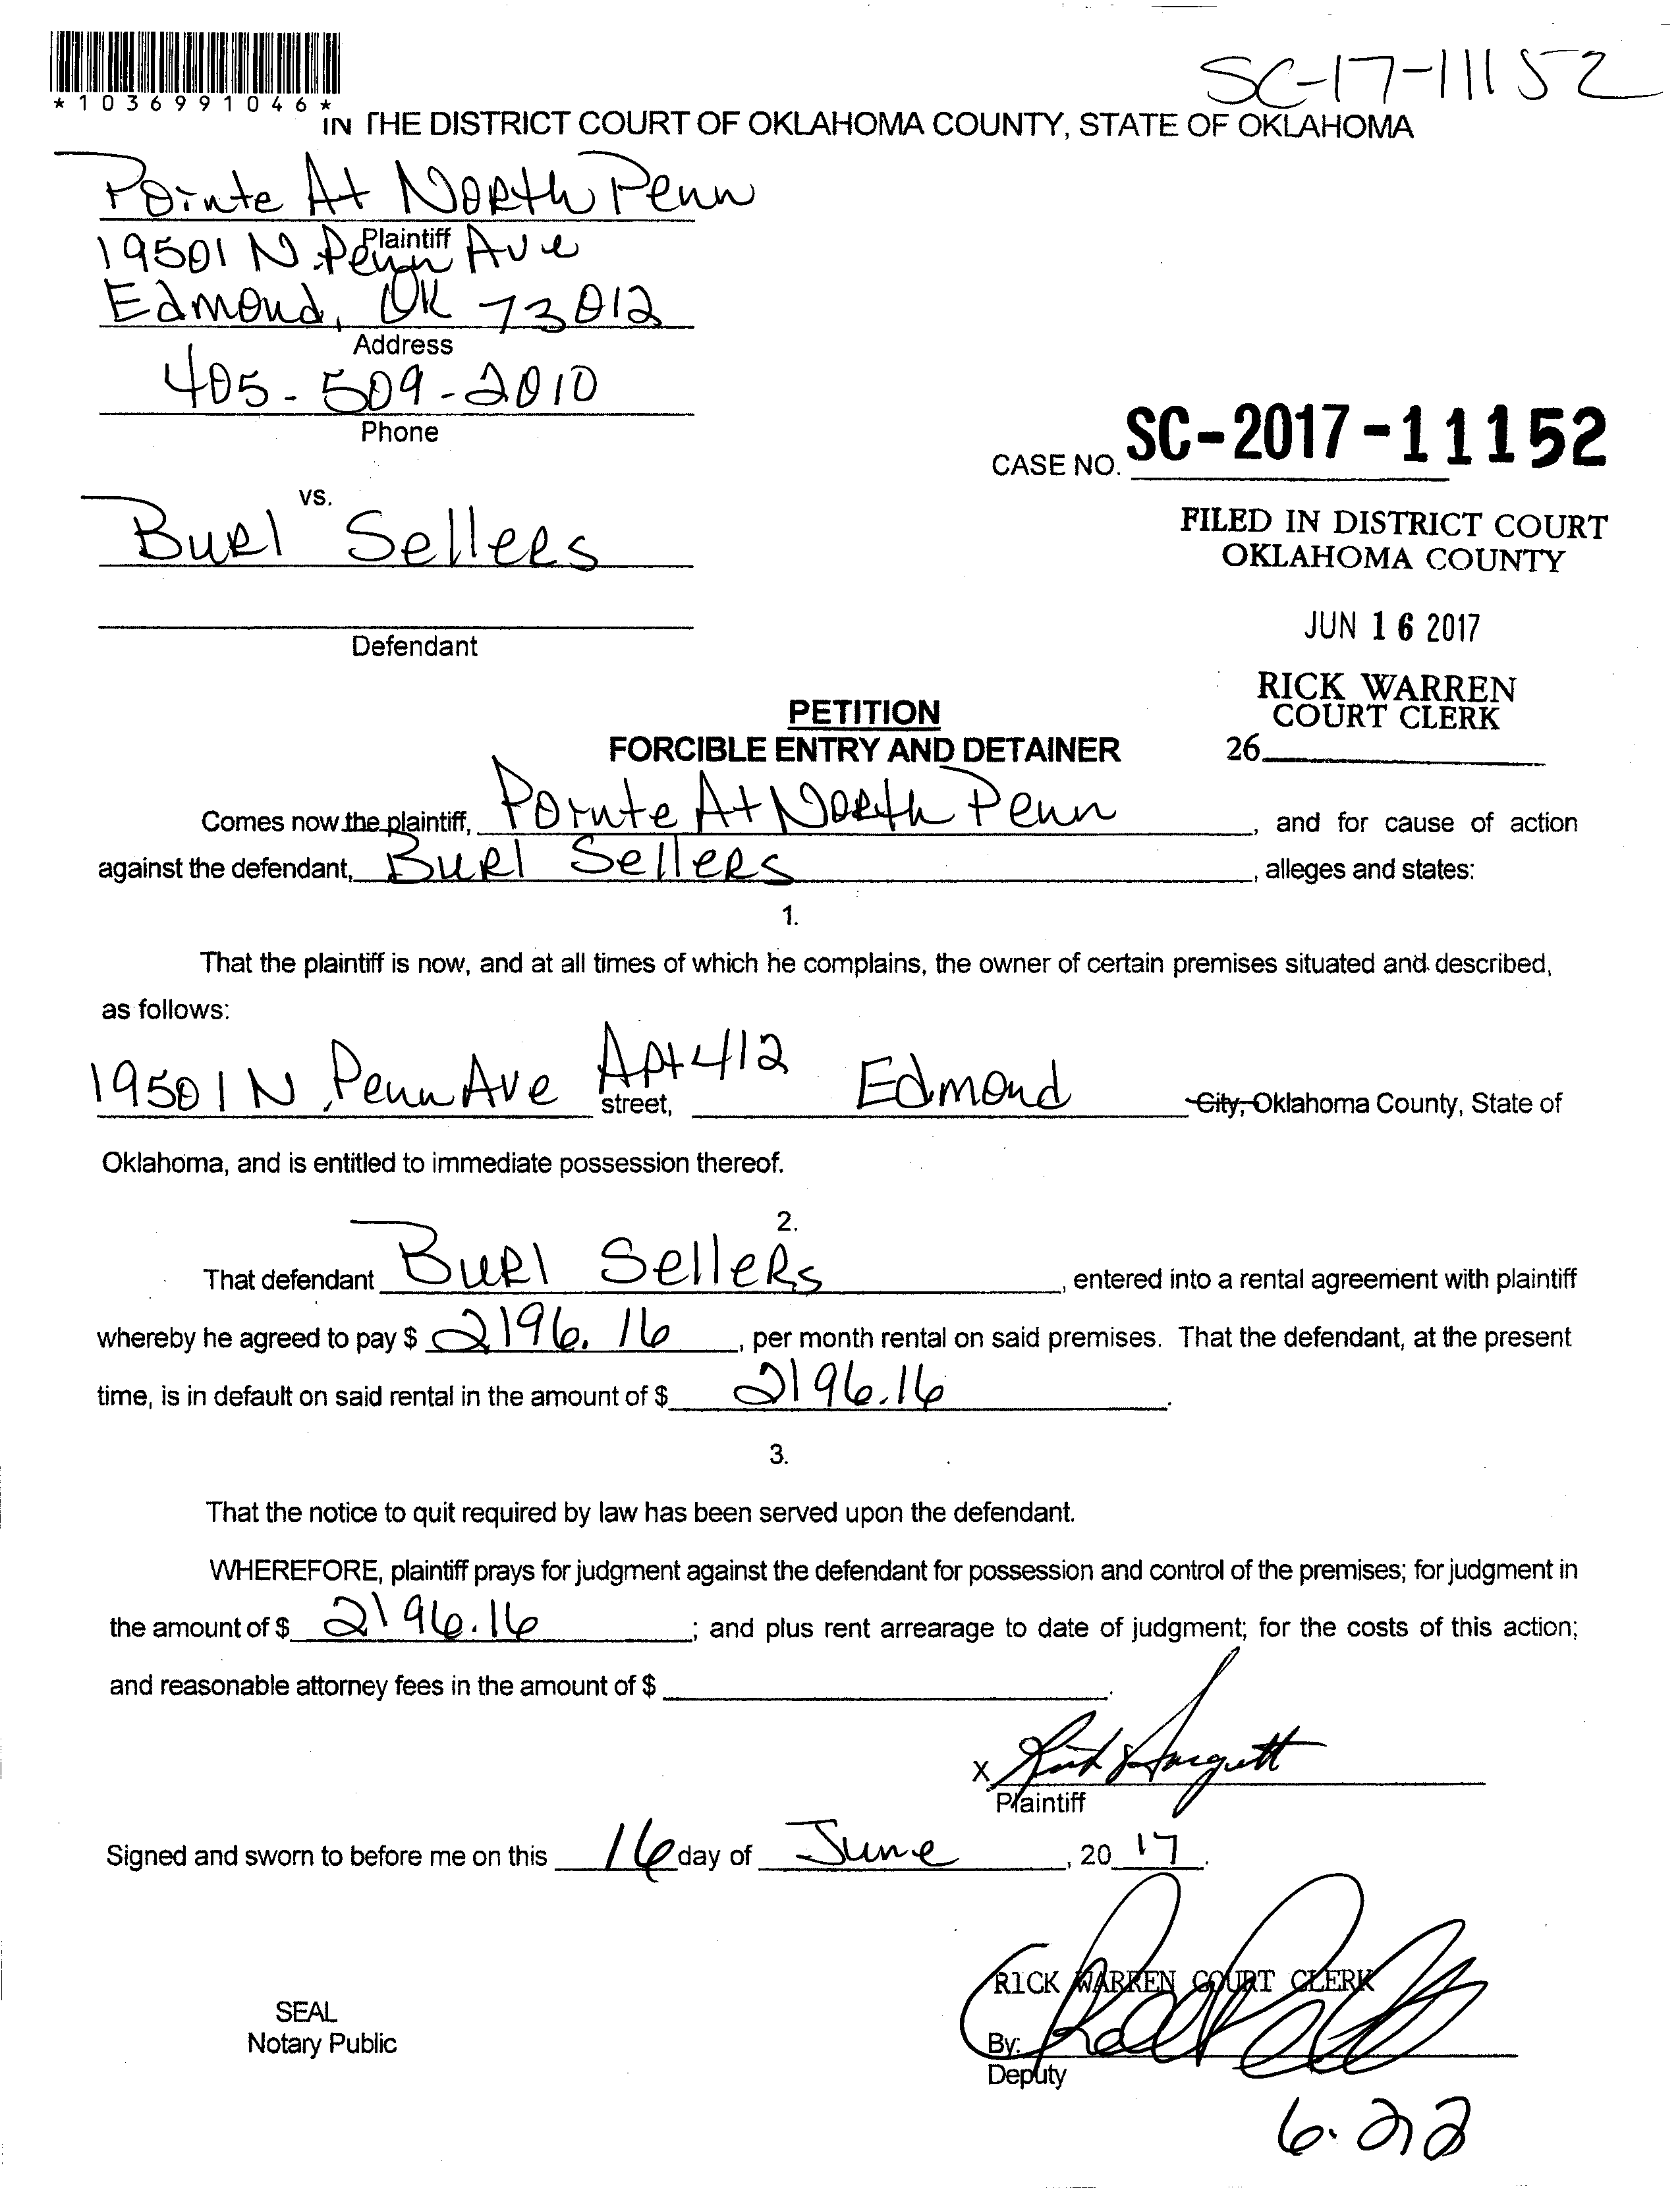 SC-17-11152
*1036991046*
IN THE DISTRICT COURT OF OKLAHOMA COUNTY, STATE OF OKLAHOMA
Pointe At North Penn
Plaintiff
19501 N. Penn Ave
Edmond, OK 73012
Address
405-509-2010
Phone
CASE NO. SC-2017-11152
vs.
Burl Sellers
Defendant
FILED IN DISTRICT COURT
OKLAHOMA COUNTY
JUN 16 2017
RICK WARREN
COURT CLERK
26
PETITION
FORCIBLE ENTRY AND DETAINER
Comes now the plaintiff, Pointe At North Penn, and for cause of action
against the defendant, Burl Sellers, alleges and states:
1.
That the plaintiff is now, and at all times of which he complains, the owner of certain premises situated and described,
as follows:
19501 N. Penn Ave Apt 412 street, Edmond City, Oklahoma County, State of
Oklahoma, and is entitled to immediate possession thereof.
2.
That defendant Burl Sellers, entered into a rental agreement with plaintiff
whereby he agreed to pay $ 2196.16, per month rental on said premises. That the defendant, at the present
time, is in default on said rental in the amount of $ 2196.16.
3.
That the notice to quit required by law has been served upon the defendant.
WHEREFORE, plaintiff prays for judgment against the defendant for possession and control of the premises; for judgment in
the amount of $ 2196.16; and plus rent arrearage to date of judgment; for the costs of this action;
and reasonable attorney fees in the amount of $.
X
Plaintiff
Signed and sworn to before me on this 16 day of June, 2017.
RICK WARREN COURT CLERK
SEAL
Notary Public
By:
Deputy
6.22